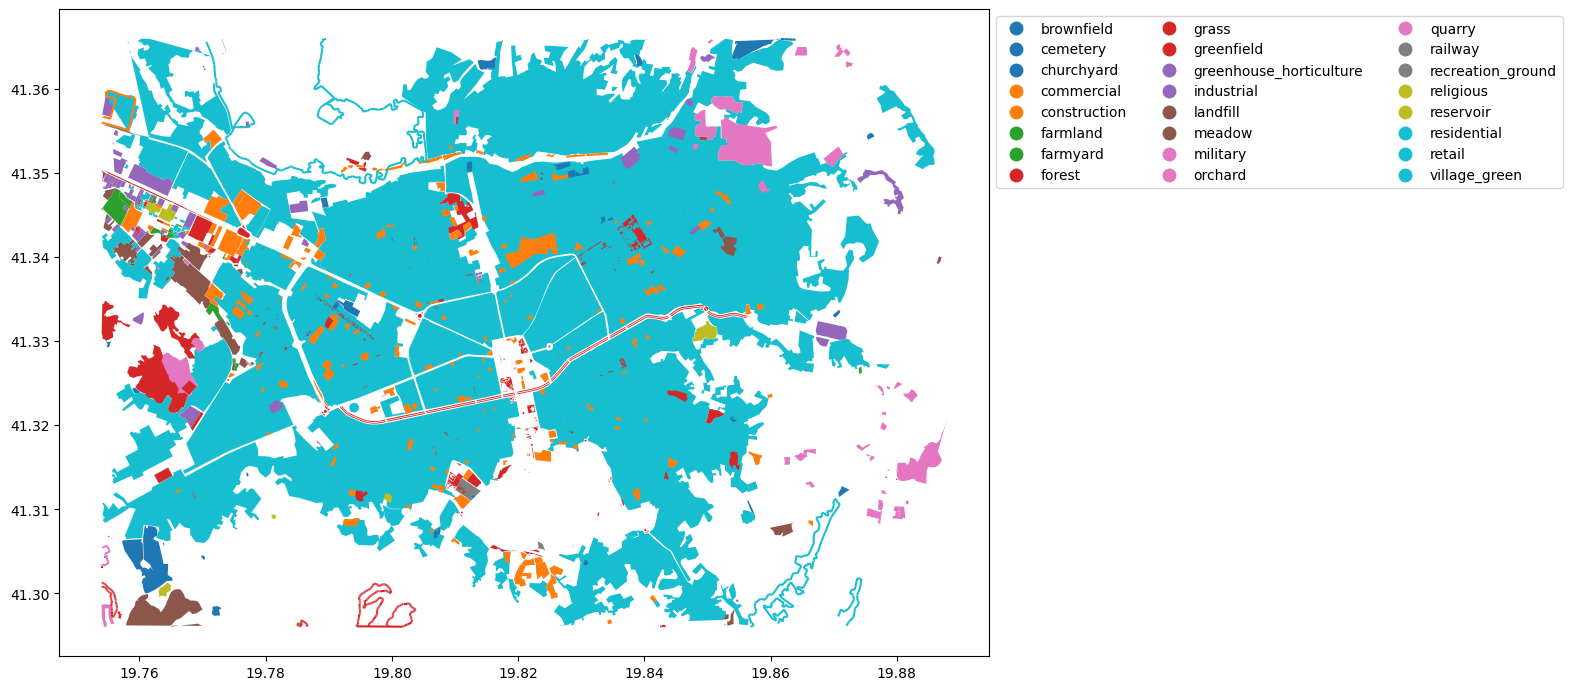 41.36
41.35
41.34
41.33
41.32
41.31
41.30
19.76 19.78 19.80 19.82 19.84 19.86 19.88
brownfield
cemetery
churchyard
commercial
construction
farmland
farmyard
forest
grass
greenfield
greenhouse_horticulture
industrial
landfill
meadow
military
orchard
quarry
railway
recreation_ground
religious
reservoir
residential
retail
village_green